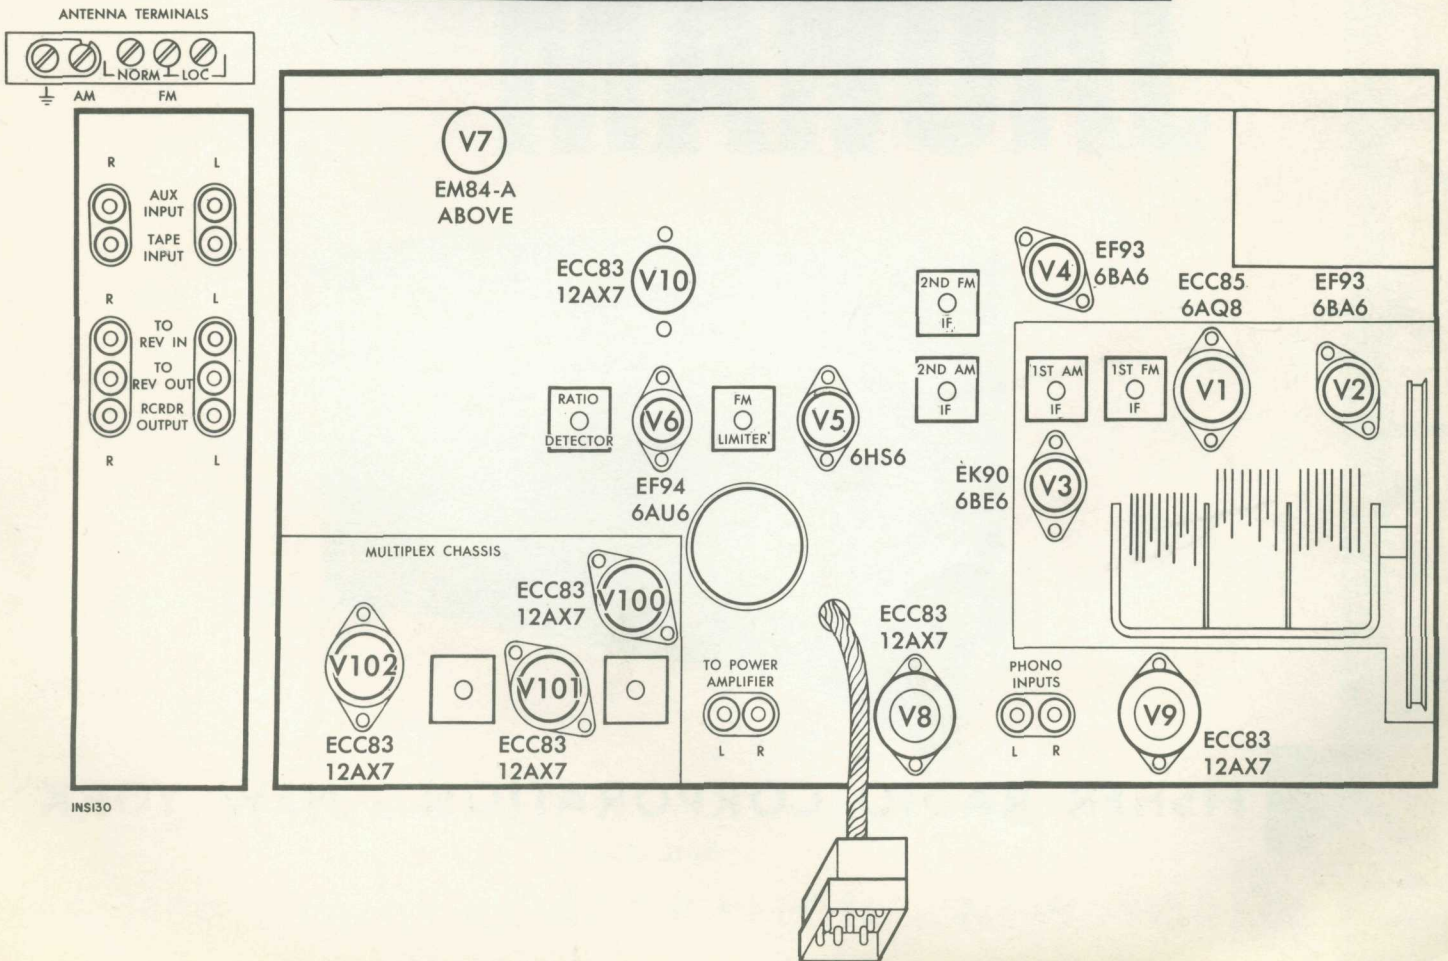 ANTENNA TERMINALS
NORM LOC
AM FM
R L
AUX
INPUT
TAPE
INPUT
R L
TO
REV IN
TO
REV OUT
RCRDR
OUTPUT
R L
INS130
V7
EM84-A
ABOVE
ECC83
12AX7
V10
2ND FM
IF
V4
EF93
6BA6
ECC85
6AQ8
EF93
6BA6
RATIO
DETECTOR
V6
EF94
6AU6
FM
LIMITER
V5
6HS6
2ND AM
IF
1ST AM
IF
1ST FM
IF
V1
V2
EK90
6BE6
V3
MULTIPLEX CHASSIS
ECC83
12AX7
V100
V102
ECC83
12AX7
V101
ECC83
12AX7
TO POWER
AMPLIFIER
L R
ECC83
12AX7
V8
PHONO
INPUTS
L R
V9
ECC83
12AX7